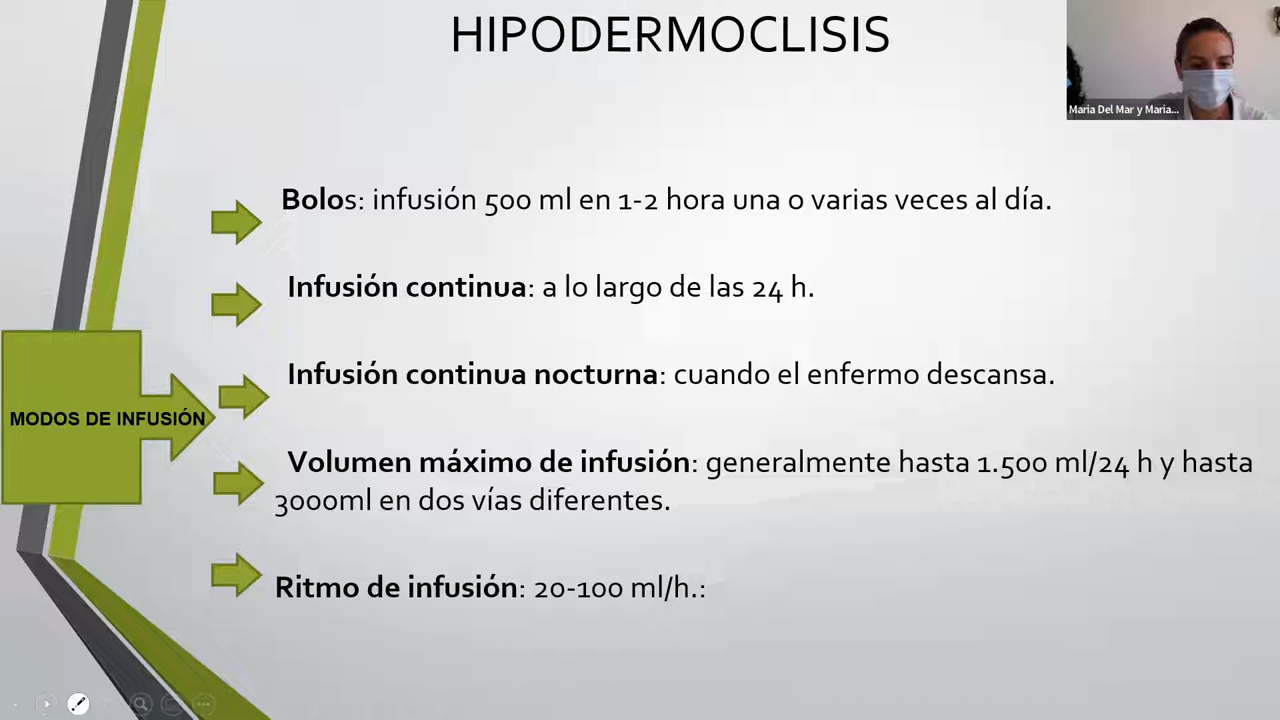 HIPODERMOCLISIS
Maria Del Mar y Maria...
Bolos: infusión 500 ml en 1-2 hora una o varias veces al día.
Infusión continua: a lo largo de las 24 h.
Infusión continua nocturna: cuando el enfermo descansa.
MODOS DE INFUSIÓN
Volumen máximo de infusión: generalmente hasta 1.500 ml/24 h y hasta
3000ml en dos vías diferentes.
Ritmo de infusión: 20-100 ml/h.: